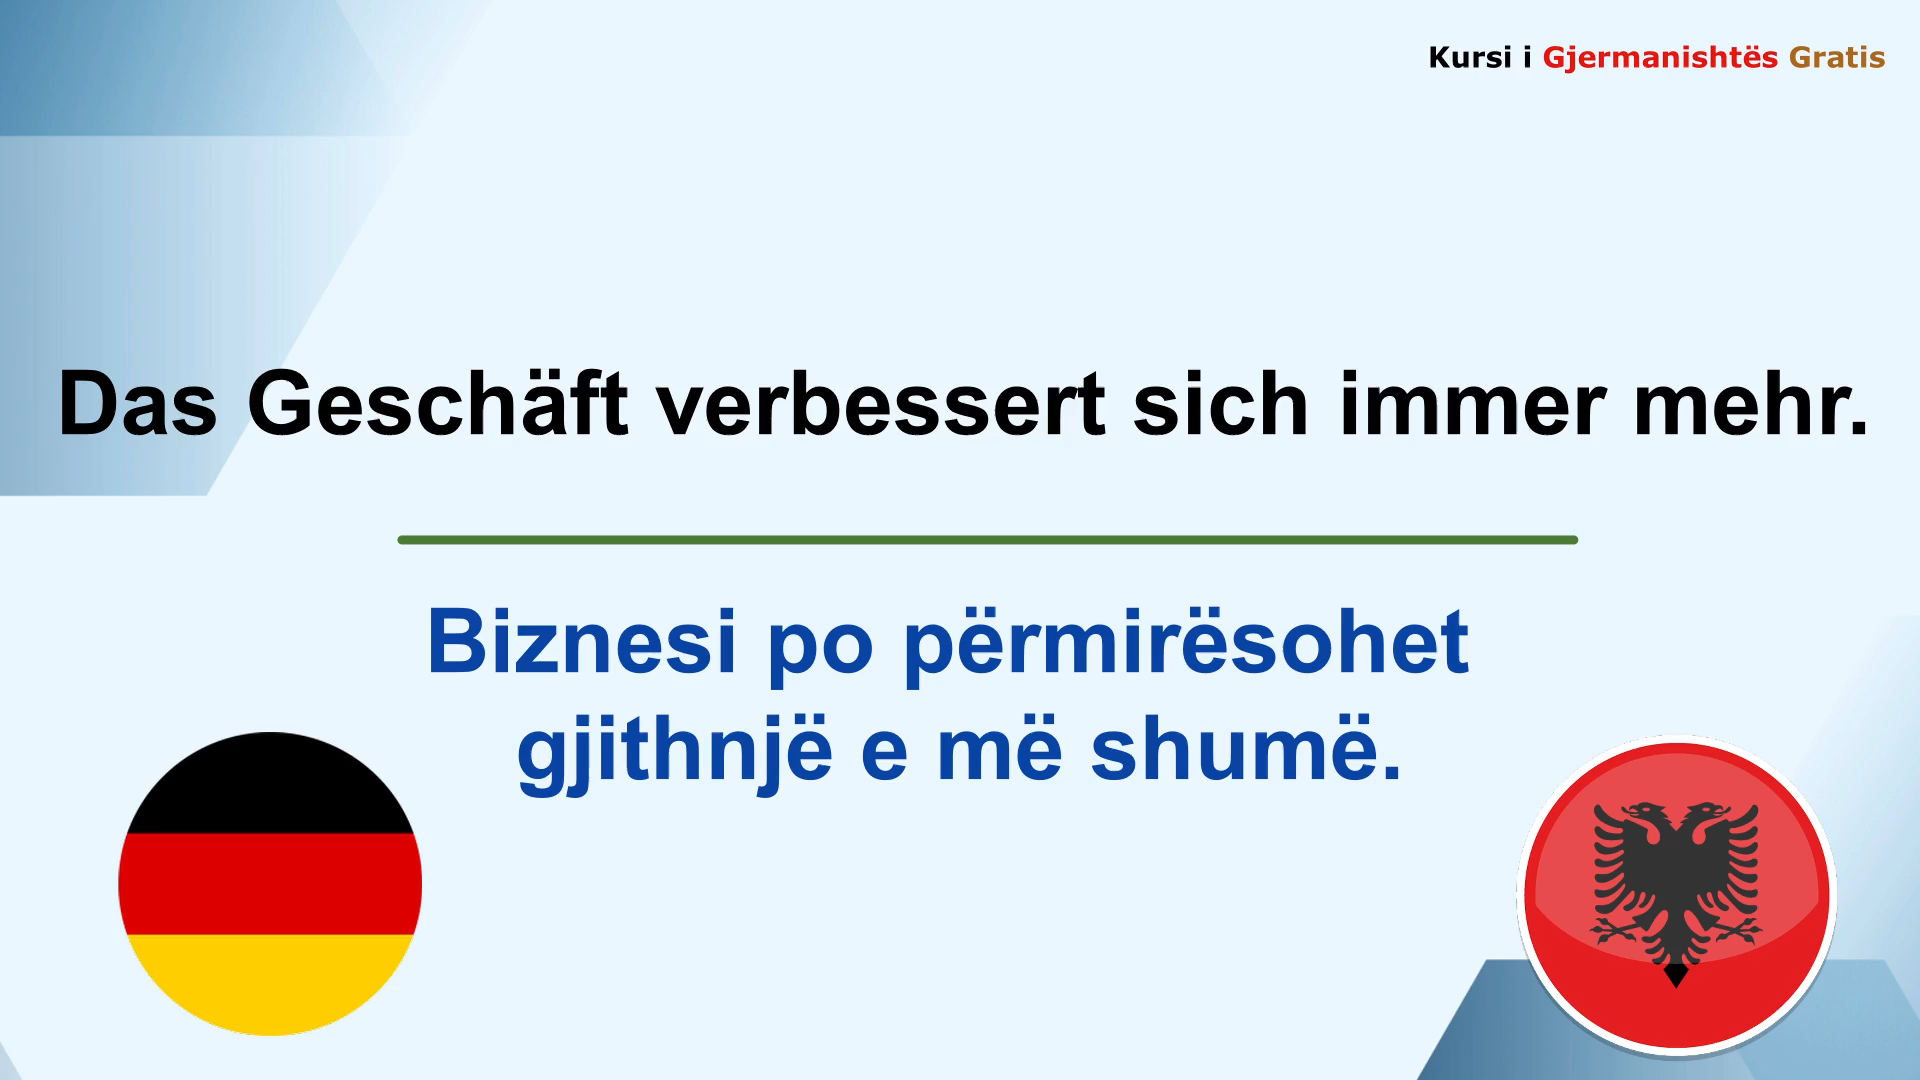 Kursi i Gjermanishtës Gratis
Das Geschäft verbessert sich immer mehr.
Biznesi po përmirësohet
gjithnjë e më shumë.